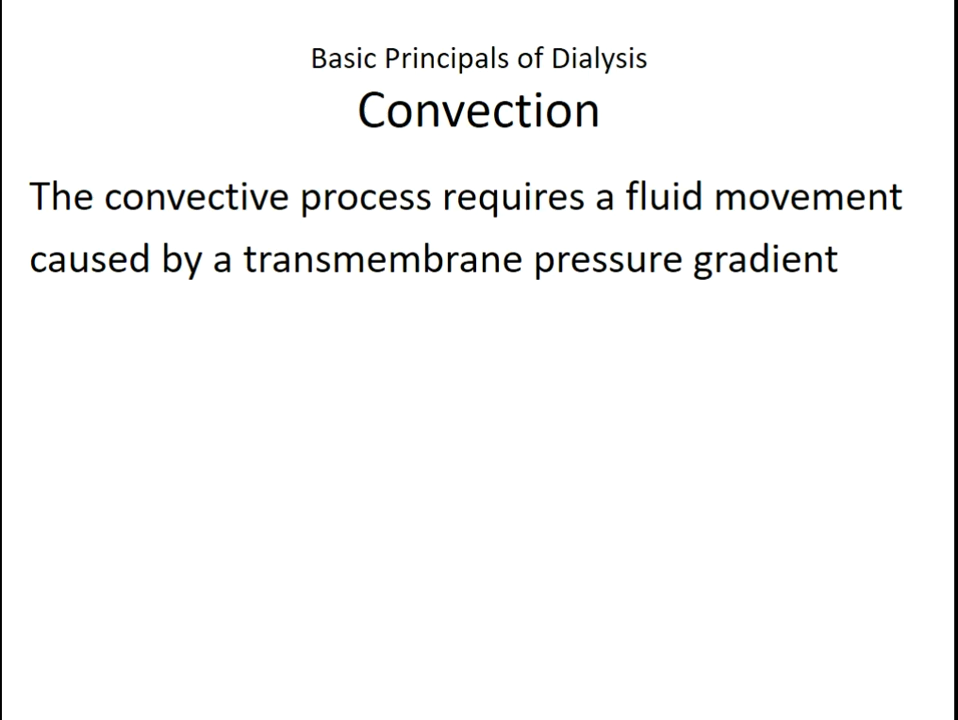 Basic Principals of Dialysis
Convection
The convective process requires a fluid movement
caused by a transmembrane pressure gradient